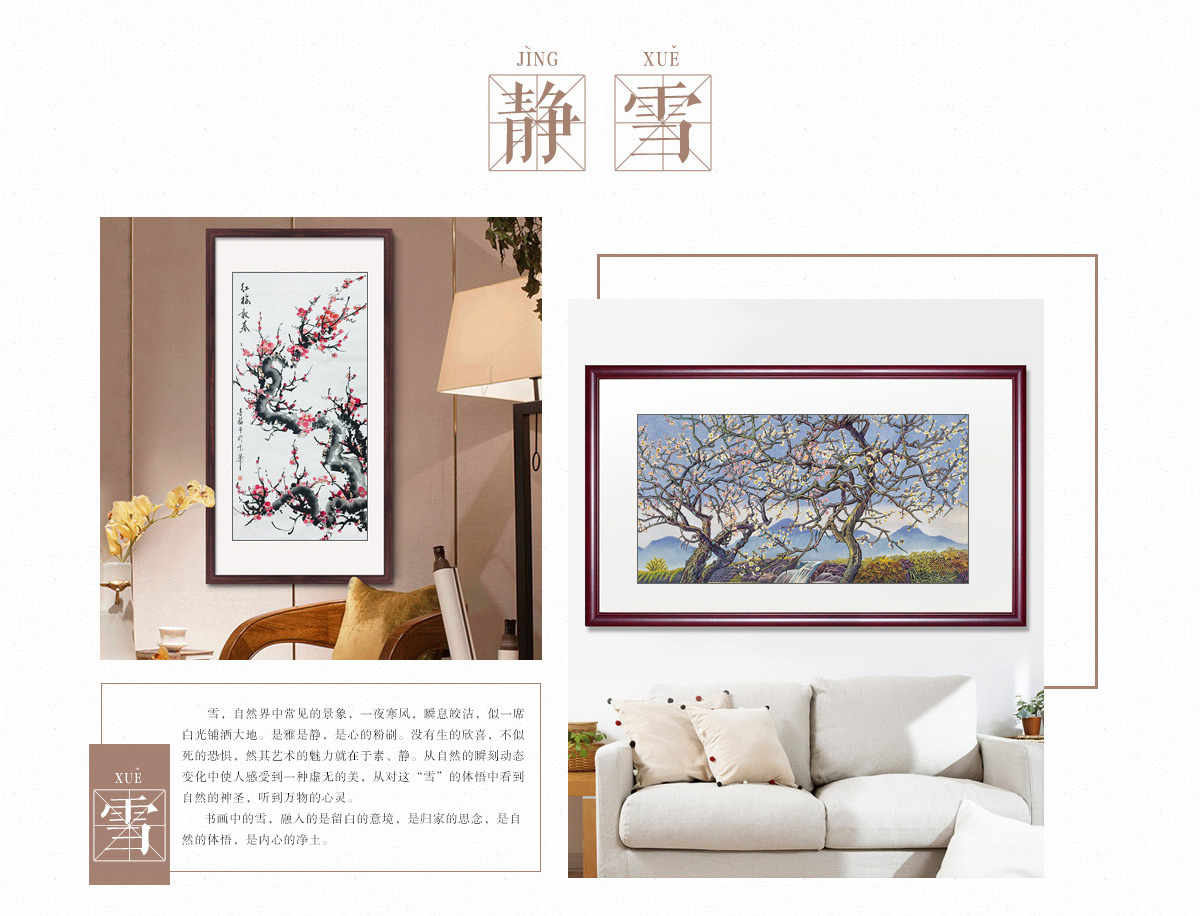 JÌNG XUĚ
静 雪
红梅报春
雪，自然界中常见的景象，一夜寒风，瞬息皎洁，似一席
白光铺洒大地。是雅是静，是心的粉刷。没有生的欣喜，不似
死的恐惧，然其艺术的魅力就在于素、静。从自然的瞬刻动态
变化中使人感受到一种虚无的美，从对这“雪”的体悟中看到
自然的神圣，听到万物的心灵。
书画中的雪，融入的是留白的意境，是归家的思念，是自
然的体悟，是内心的净土。
XUĚ
雪